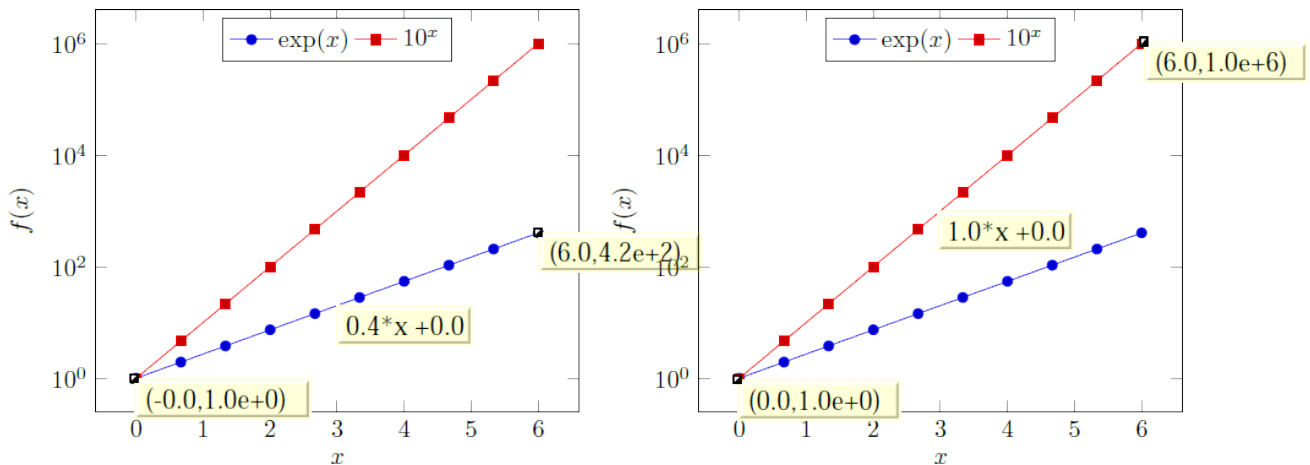 exp(x) 10^x
10^6
10^4
10^2
10^0
f(x)
(6.0,4.2e+2)
0.4*x +0.0
(-0.0,1.0e+0)
0 1 2 3 4 5 6
x
exp(x) 10^x
10^6
10^4
10^2
10^0
f(x)
(6.0,1.0e+6)
1.0*x +0.0
(0.0,1.0e+0)
0 1 2 3 4 5 6
x